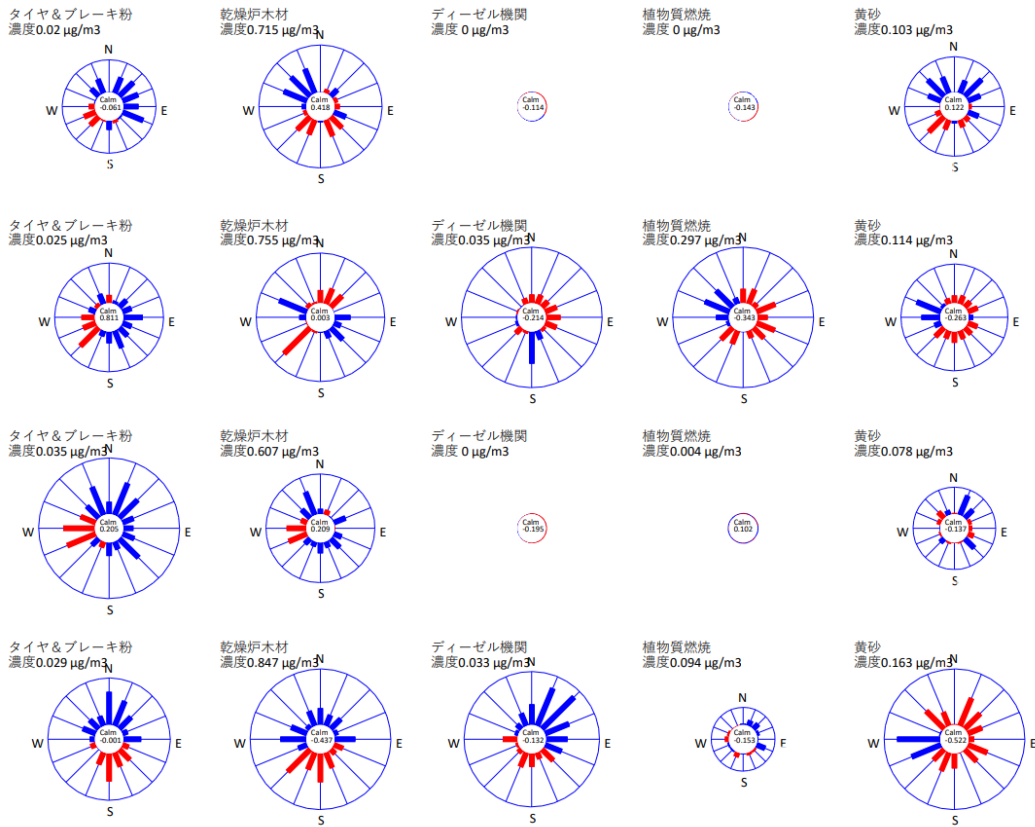 タイヤ＆ブレーキ粉
濃度0.02 µg/m3
N
W
E
S
Calm
-0.061
乾燥炉木材
濃度0.715 µg/m3
N
W
E
S
Calm
0.418
ディーゼル機関
濃度0 µg/m3
Calm
-0.114
植物質燃焼
濃度0 µg/m3
Calm
-0.143
黄砂
濃度0.103 µg/m3
N
W
E
S
Calm
0.122
タイヤ＆ブレーキ粉
濃度0.025 µg/m3
N
W
E
S
Calm
0.811
乾燥炉木材
濃度0.755 µg/m3
N
W
E
S
Calm
0.003
ディーゼル機関
濃度0.035 µg/m3
N
W
E
S
Calm
-0.214
植物質燃焼
濃度0.297 µg/m3
N
W
E
S
Calm
-0.343
黄砂
濃度0.114 µg/m3
N
W
E
S
Calm
-0.263
タイヤ＆ブレーキ粉
濃度0.035 µg/m3
N
W
E
S
Calm
0.205
乾燥炉木材
濃度0.607 µg/m3
N
W
E
S
Calm
0.209
ディーゼル機関
濃度0 µg/m3
Calm
-0.195
植物質燃焼
濃度0.004 µg/m3
Calm
0.102
黄砂
濃度0.078 µg/m3
N
W
E
S
Calm
-0.137
タイヤ＆ブレーキ粉
濃度0.029 µg/m3
N
W
E
S
Calm
-0.001
乾燥炉木材
濃度0.847 µg/m3
N
W
E
S
Calm
-0.437
ディーゼル機関
濃度0.033 µg/m3
N
W
E
S
Calm
-0.132
植物質燃焼
濃度0.094 µg/m3
N
W
E
S
Calm
-0.153
黄砂
濃度0.163 µg/m3
N
W
E
S
Calm
-0.522